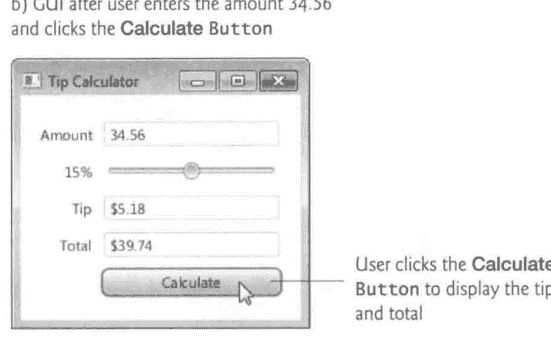 b) GUI after user enters the amount 34.56
and clicks the Calculate Button
Tip Calculator
Amount 34.56
15%
Tip $5.18
Total $39.74
Calculate
User clicks the Calculate
Button to display the tip
and total